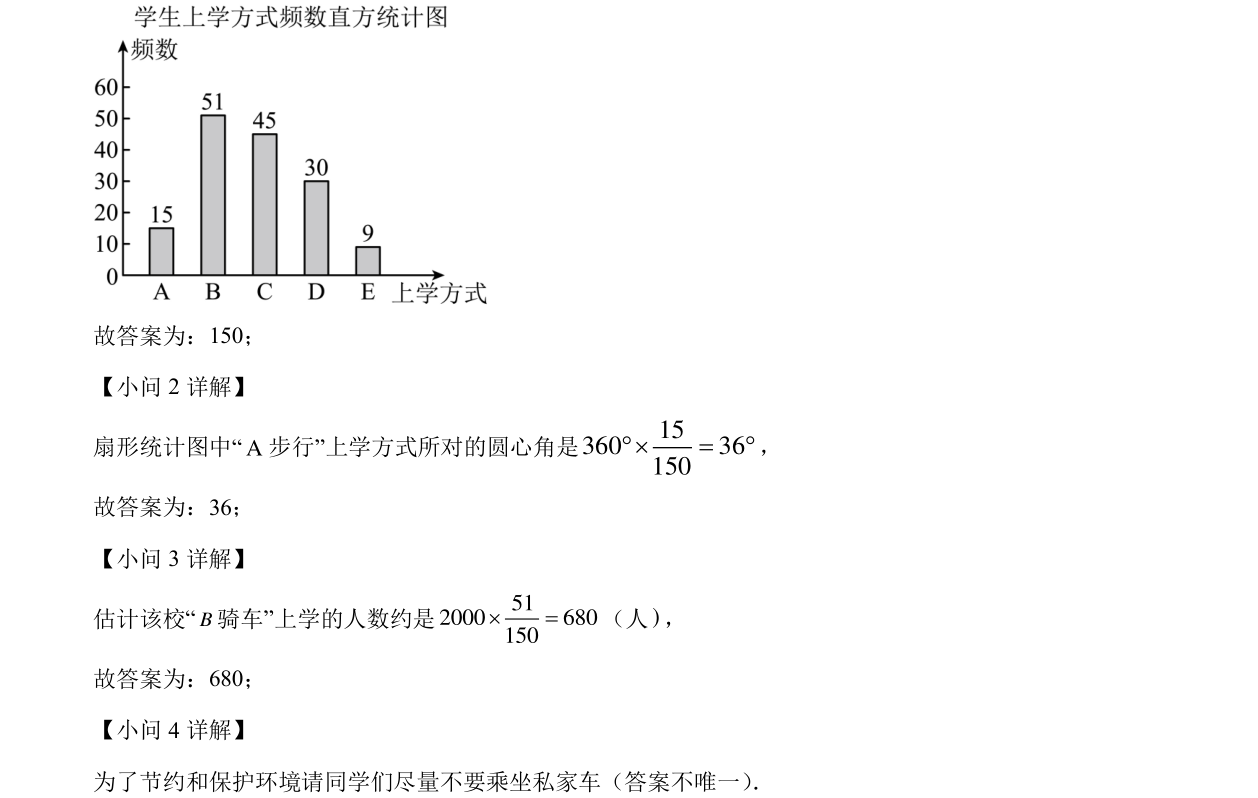 学生上学方式频数直方统计图
频数
60
50
40
30
20
10
0
15
51
45
30
9
A B C D E 上学方式
故答案为：150；
【小问 2 详解】
扇形统计图中“A 步行”上学方式所对的圆心角是 360°×15/150=36°，
故答案为：36；
【小问 3 详解】
估计该校“B 骑车”上学的人数约是 2000×51/150=680（人），
故答案为：680；
【小问 4 详解】
为了节约和保护环境请同学们尽量不要乘坐私家车（答案不唯一）．